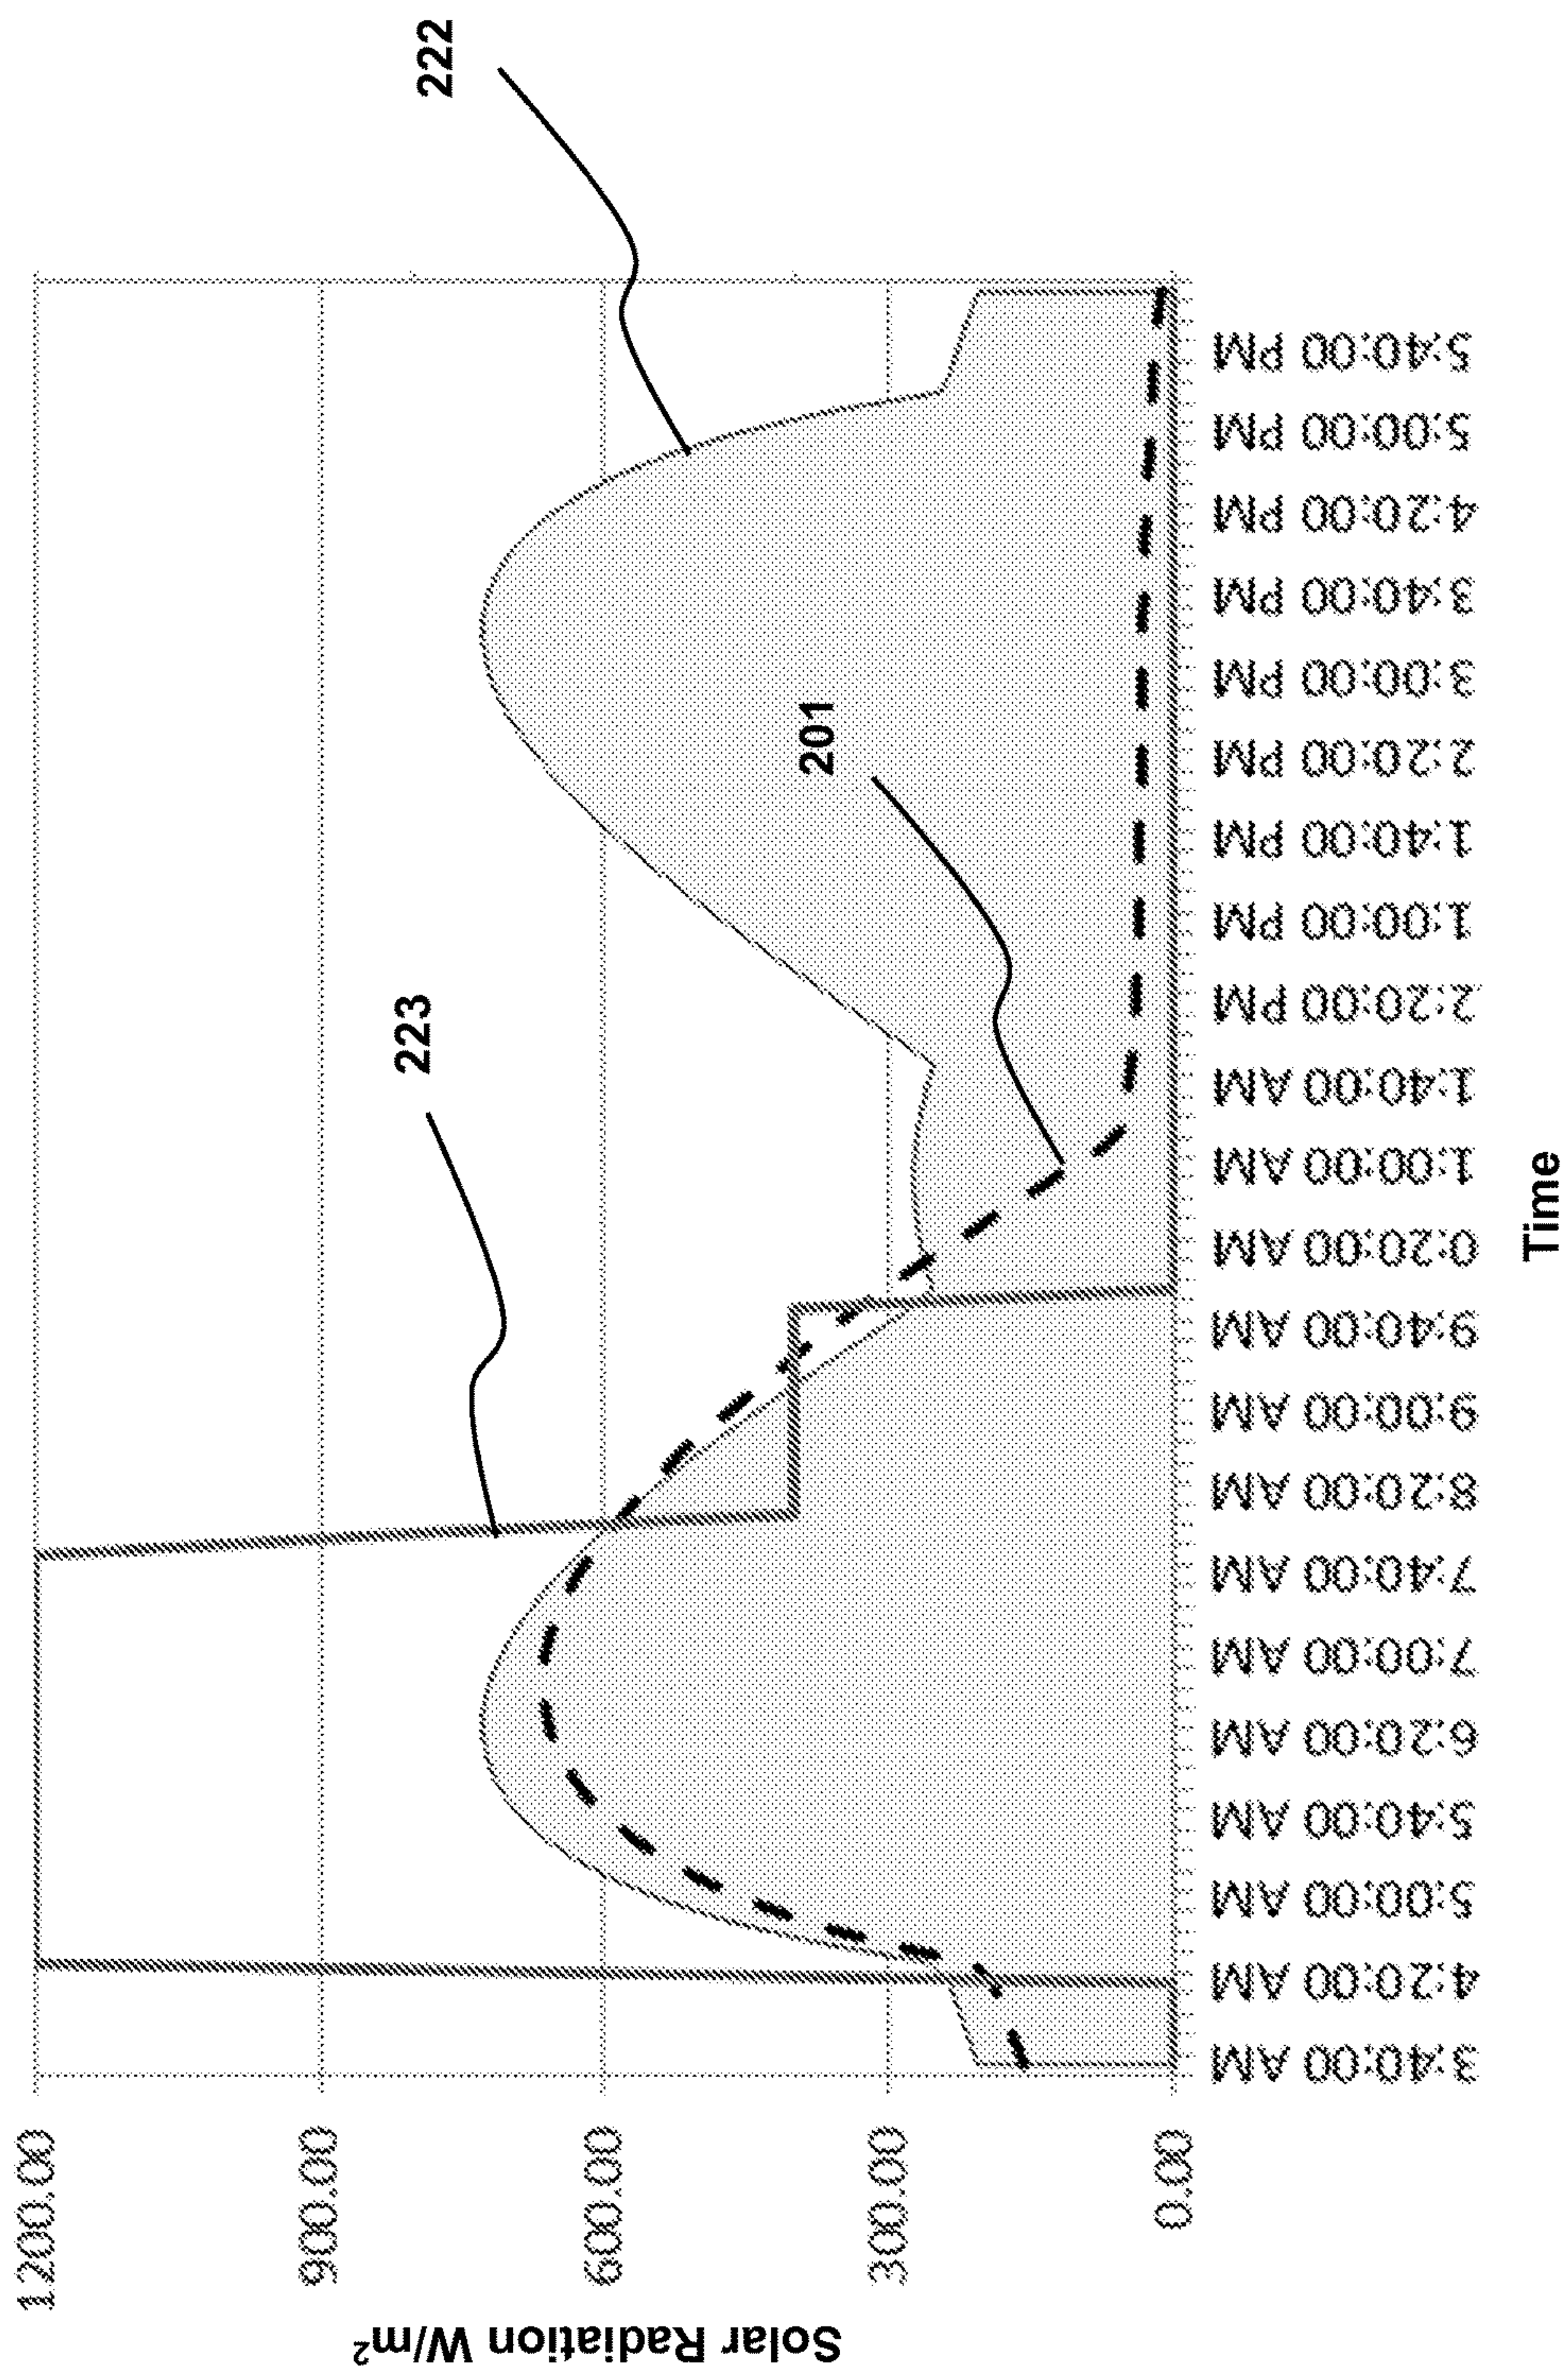 222
223
201
1200.00
900.00
600.00
300.00
0.00
Solar Radiation W/m²
3:40:00 AM
4:20:00 AM
5:00:00 AM
5:40:00 AM
6:20:00 AM
7:00:00 AM
7:40:00 AM
8:20:00 AM
9:00:00 AM
9:40:00 AM
0:20:00 AM
1:00:00 AM
1:40:00 AM
2:20:00 PM
1:00:00 PM
1:40:00 PM
2:20:00 PM
3:00:00 PM
3:40:00 PM
4:20:00 PM
5:00:00 PM
5:40:00 PM
Time